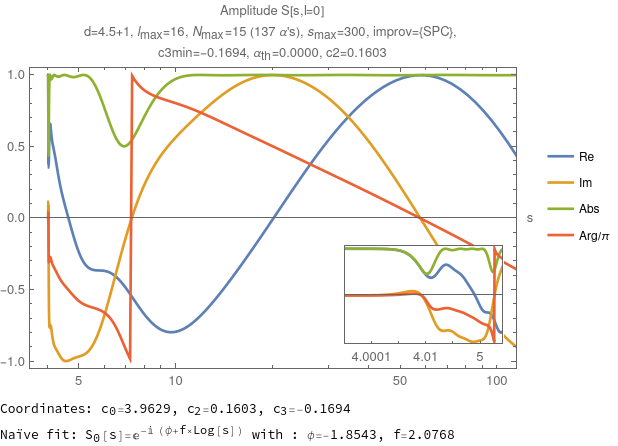 Amplitude S[s,l=0]
d=4.5+1, lmax=16, Nmax=15 (137 α's), smax=300, improv={SPC},
c3min=-0.1694, αth=0.0000, c2=0.1603
1.0
0.5
0.0
-0.5
-1.0
5
10
50
100
s
Re
Im
Abs
Arg/π
4.0001
4.01
5
Coordinates: c0=3.9629, c2=0.1603, c3=-0.1694
Naïve fit: S0[s]=e^-i (ϕ+f×Log[s]) with : ϕ=-1.8543, f=2.0768